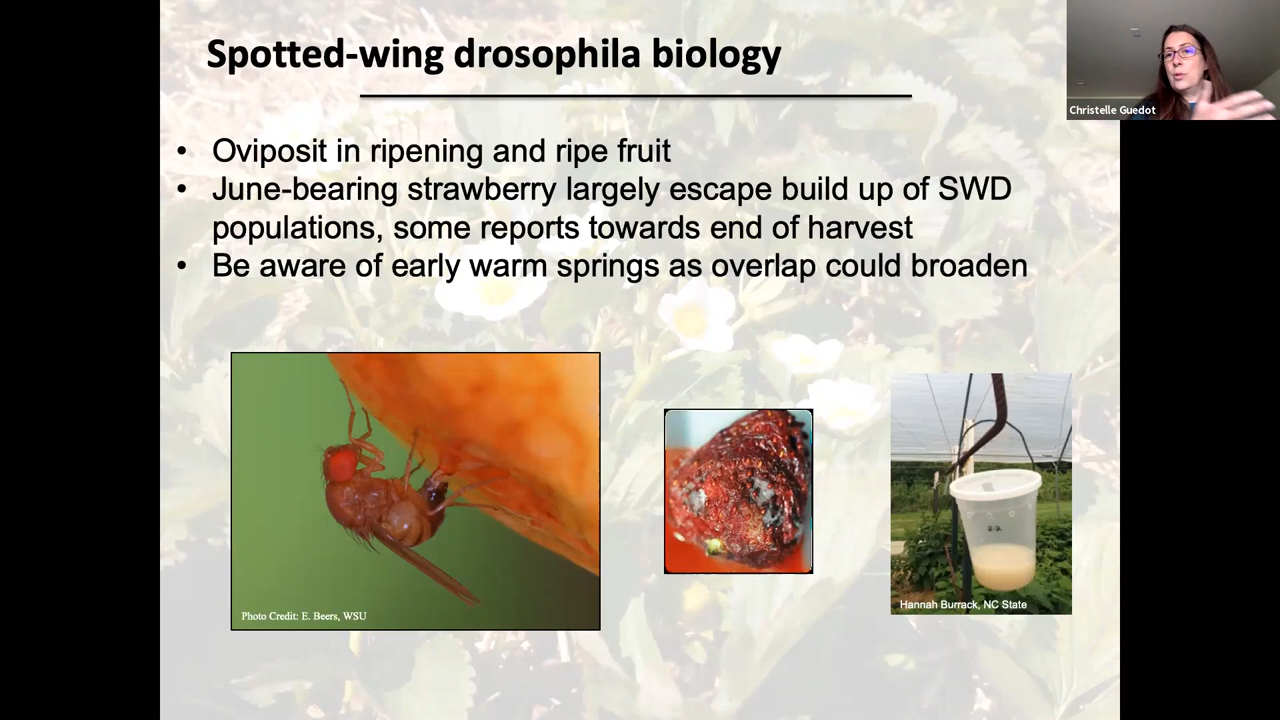 Spotted-wing drosophila biology
Christelle Guedot
• Oviposit in ripening and ripe fruit
• June-bearing strawberry largely escape build up of SWD
populations, some reports towards end of harvest
• Be aware of early warm springs as overlap could broaden
Photo Credit: E. Beers, WSU
Hannah Burrack, NC State